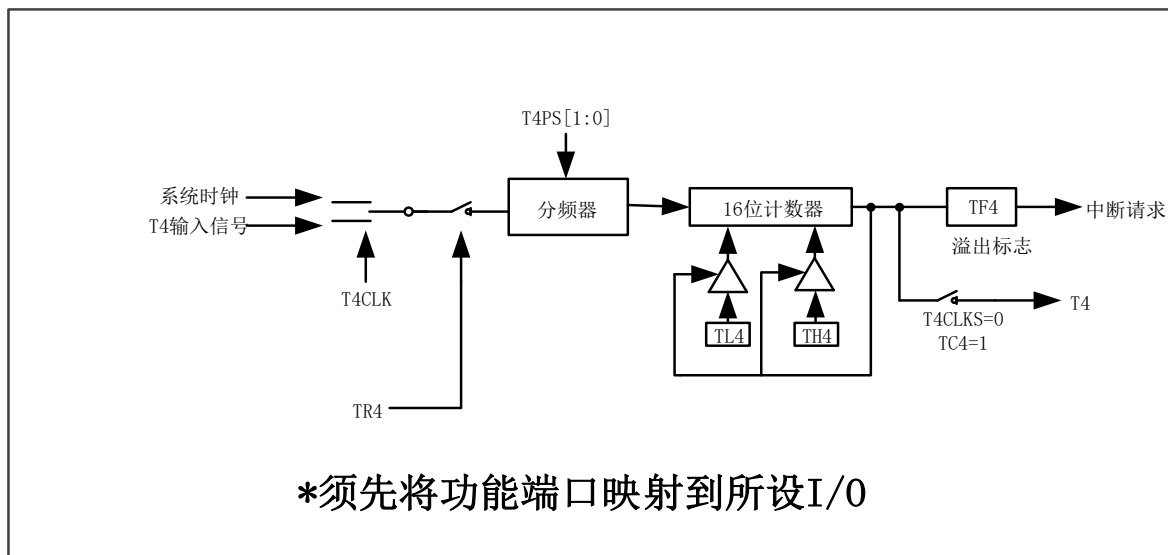 T4PS[1:0]
系统时钟
T4输入信号
分频器
16位计数器
TF4
中断请求
溢出标志
T4CLK
TL4
TH4
T4
T4CLKS=0
TC4=1
TR4
*须先将功能端口映射到所设I/O